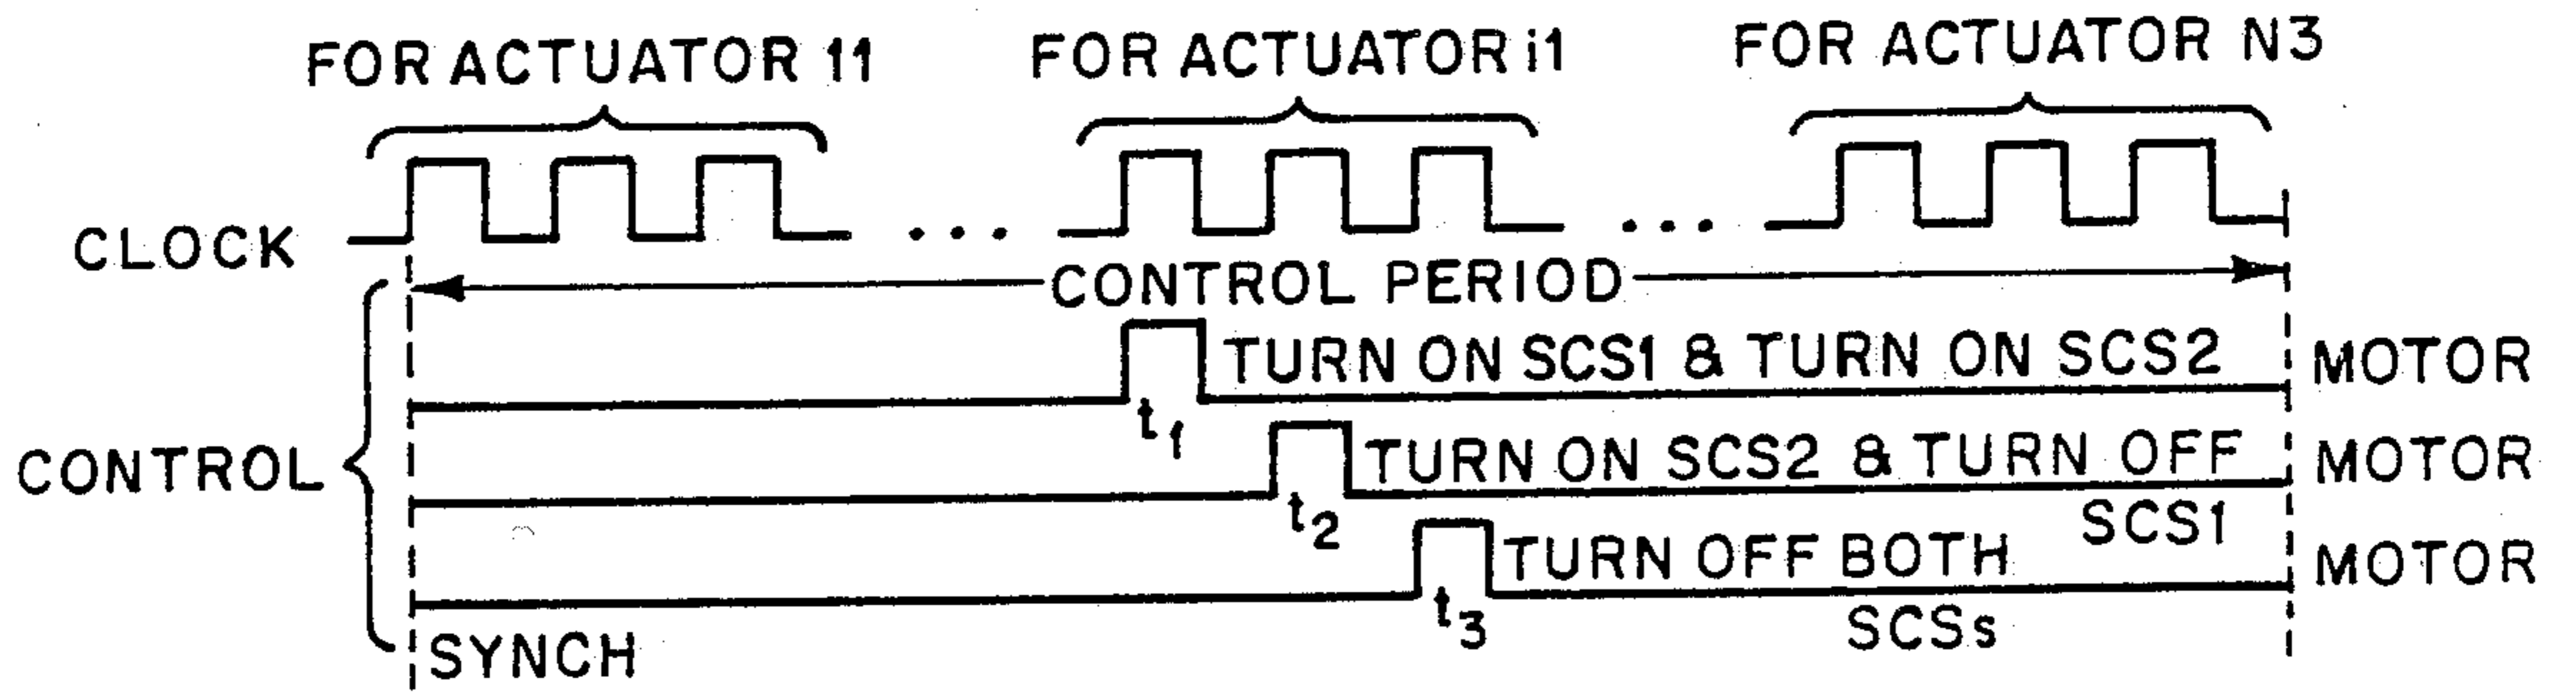 FOR ACTUATOR 11
FOR ACTUATOR i1
FOR ACTUATOR N3
CLOCK
CONTROL PERIOD
CONTROL
TURN ON SCS1 & TURN ON SCS2
MOTOR
t1
TURN ON SCS2 & TURN OFF
SCS1
MOTOR
t2
TURN OFF BOTH
SCSs
MOTOR
t3
SYNCH